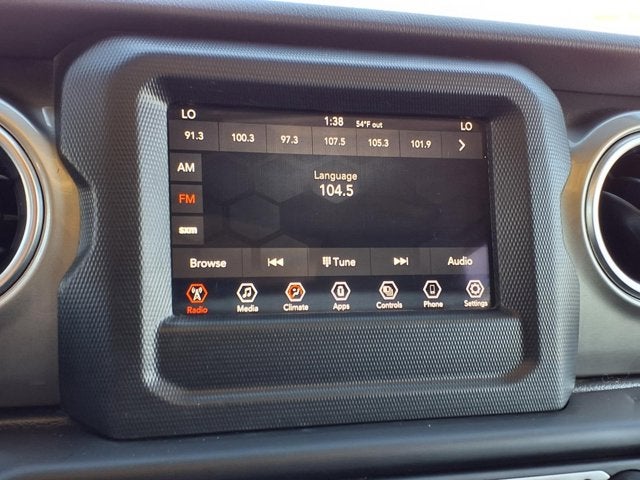 LO 1:38 54°F out LO
91.3 100.3 97.3 107.5 105.3 101.9
AM
Language
104.5
FM
sxm
Browse Tune Audio
Radio Media Climate Apps Controls Phone Settings